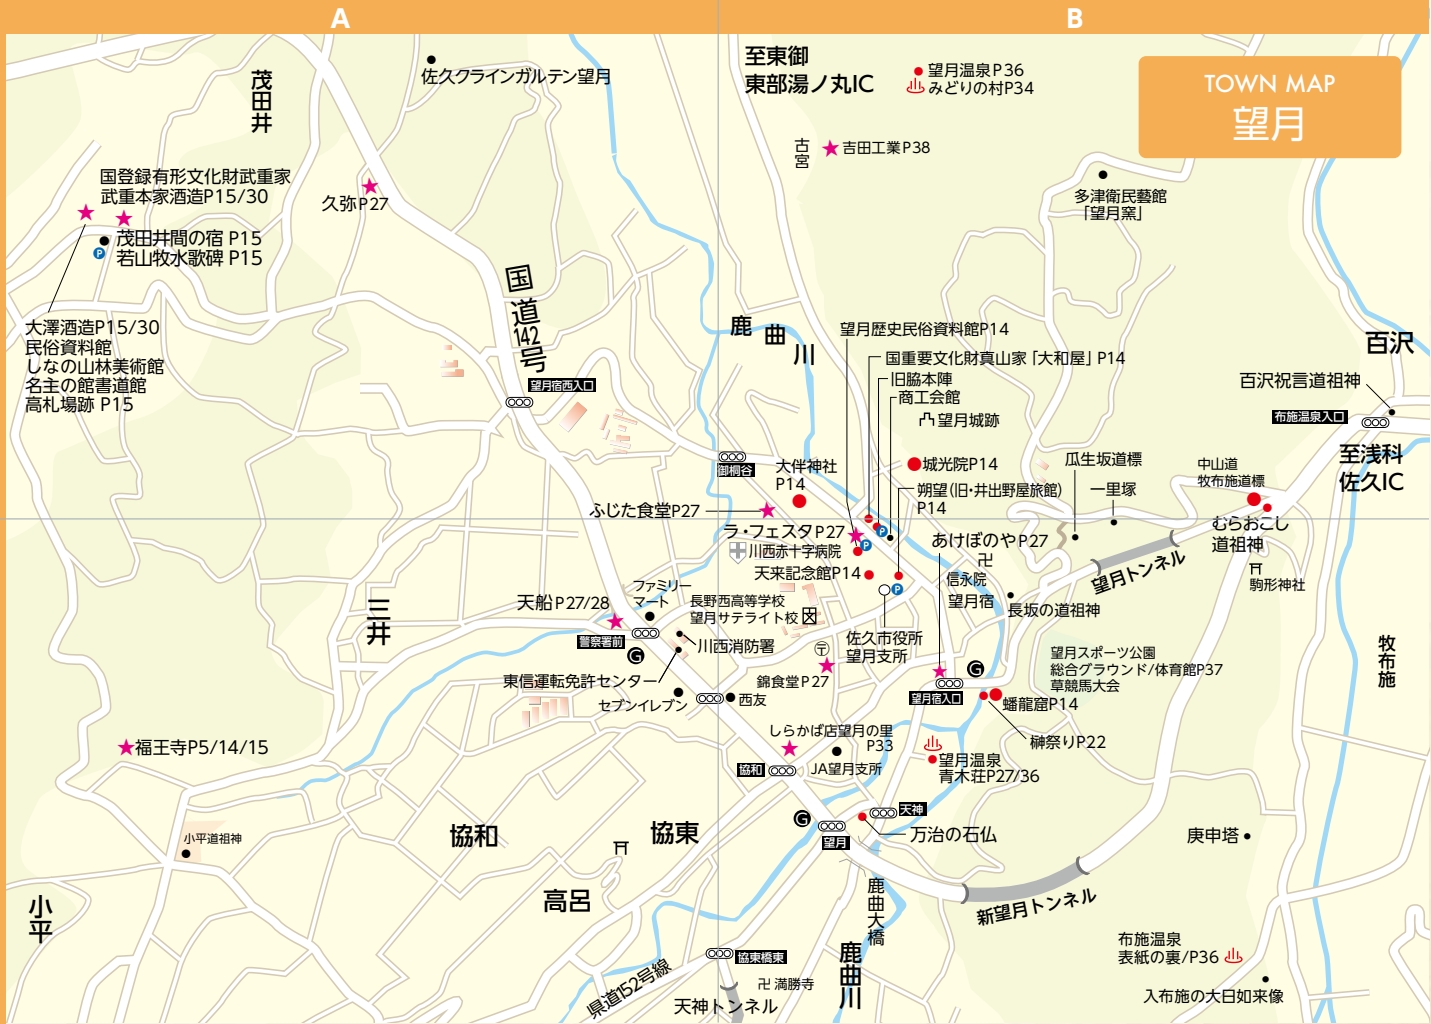 A
B
TOWN MAP
望月
至東御
東部湯ノ丸IC
望月温泉P36
みどりの村P34
佐久クラインガルテン望月
茂田井
古宮
吉田工業P38
多津衛民藝館
「望月窯」
国登録有形文化財武重家
武重本家酒造P15/30
久弥P27
茂田井間の宿 P15
若山牧水歌碑 P15
P
大澤酒造P15/30
民俗資料館
しなの山林美術館
名主の館書道館
高札場跡 P15
国道142号
望月宿西入口
鹿曲川
望月歴史民俗資料館P14
国重要文化財真山家「大和屋」P14
旧脇本陣
商工会館
望月城跡
百沢
百沢祝言道祖神
布施温泉入口
至浅科
佐久IC
御桐谷
大伴神社
P14
城光院P14
朔望(旧・井出野屋旅館)
P14
瓜生坂道標
一里塚
中山道
牧布施道標
むらおこし
道祖神
駒形神社
ふじた食堂P27
ラ・フェスタP27
P
P
川西赤十字病院
天来記念館P14
P
あけぼのやP27
信永院
望月宿
長坂の道祖神
望月トンネル
三井
天船P27/28
ファミリー
マート
長野西高等学校
望月サテライト校
文
警察署前
G
川西消防署
佐久市役所
望月支所
東信運転免許センター
セブンイレブン
西友
錦食堂P27
望月宿入口
G
望月スポーツ公園
総合グラウンド/体育館P37
草競馬大会
蟠龍窟P14
榊祭りP22
牧布施
福王寺P5/14/15
しらかば店望月の里
P33
協和
JA望月支所
望月温泉
青木荘P27/36
小平道祖神
協和
協東
G
望月
天神
万治の石仏
庚申塔
小平
高呂
鹿曲大橋
新望月トンネル
鹿曲川
県道152号線
協東橋東
満勝寺
天神トンネル
布施温泉
表紙の裏/P36
入布施の大日如来像